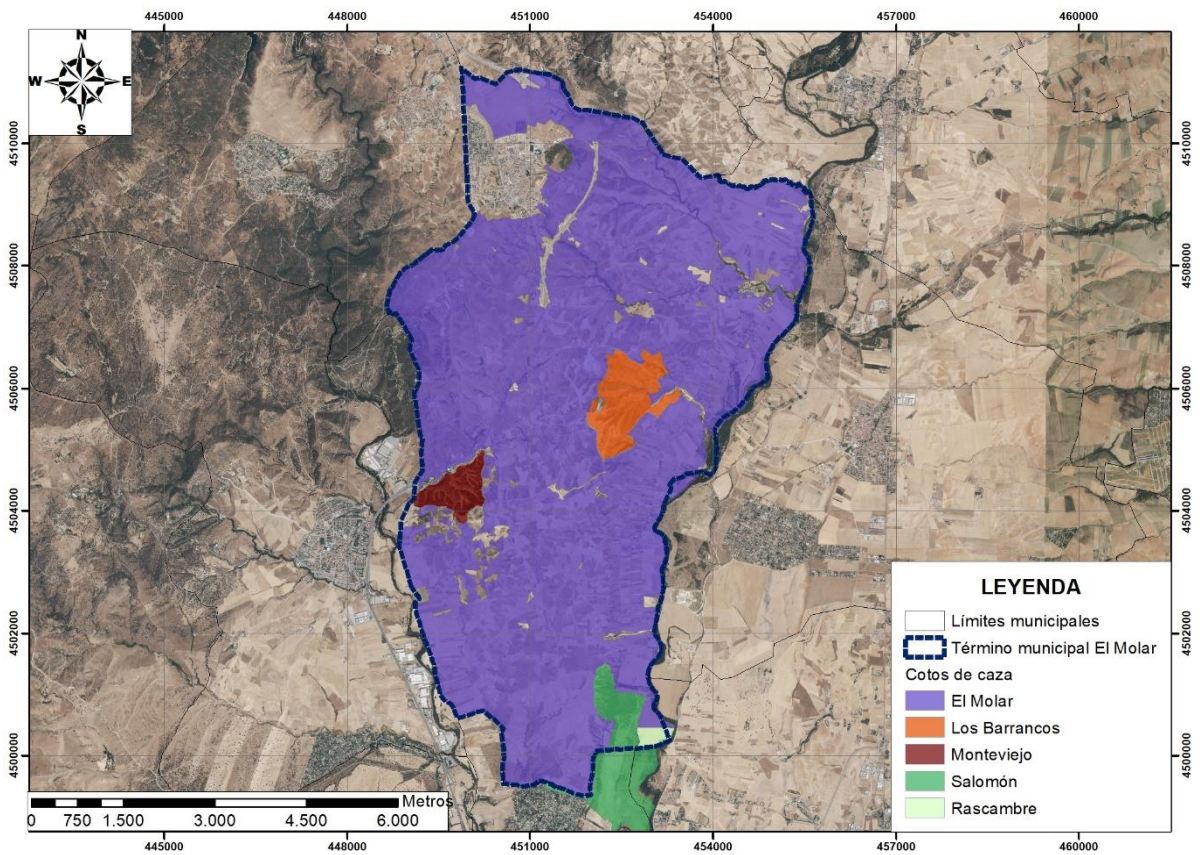 445000 448000 451000 454000 457000 460000
N
W E
S
4510000 4510000
4508000 4508000
4506000 4506000
4504000 4504000
4502000 4502000
4500000 4500000
LEYENDA
Límites municipales
Término municipal El Molar
Cotos de caza
El Molar
Los Barrancos
Monteviejo
Salomón
Rascambre
Metros
0 750 1.500 3.000 4.500 6.000
445000 448000 451000 454000 457000 460000